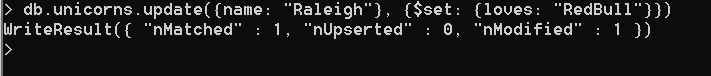 > db.unicorns.update({name: "Raleigh"}, {$set: {loves: "RedBull"}})
WriteResult({ "nMatched" : 1, "nUpserted" : 0, "nModified" : 1 })
>